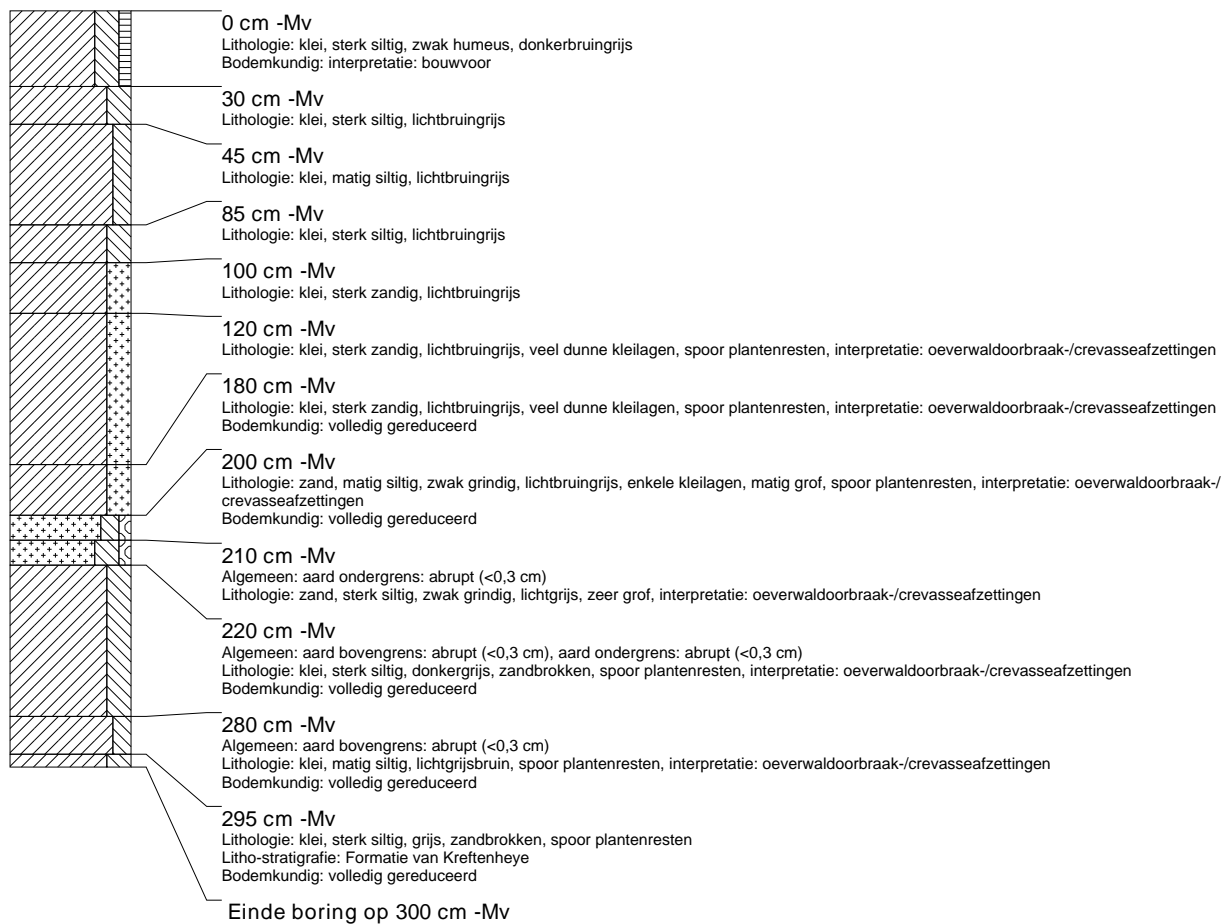 0 cm -Mv
Lithologie: klei, sterk siltig, zwak humeus, donkerbruingrijs
Bodemkundig: interpretatie: bouwvoor
30 cm -Mv
Lithologie: klei, sterk siltig, lichtbruingrijs
45 cm -Mv
Lithologie: klei, matig siltig, lichtbruingrijs
85 cm -Mv
Lithologie: klei, sterk siltig, lichtbruingrijs
100 cm -Mv
Lithologie: klei, sterk zandig, lichtbruingrijs
120 cm -Mv
Lithologie: klei, sterk zandig, lichtbruingrijs, veel dunne kleilagen, spoor plantenresten, interpretatie: oeverwaldoorbraak-/crevasseafzettingen
180 cm -Mv
Lithologie: klei, sterk zandig, lichtbruingrijs, veel dunne kleilagen, spoor plantenresten, interpretatie: oeverwaldoorbraak-/crevasseafzettingen
Bodemkundig: volledig gereduceerd
200 cm -Mv
Lithologie: zand, matig siltig, zwak grindig, lichtbruingrijs, enkele kleilagen, matig grof, spoor plantenresten, interpretatie: oeverwaldoorbraak-/
crevasseafzettingen
Bodemkundig: volledig gereduceerd
210 cm -Mv
Algemeen: aard ondergrens: abrupt (<0,3 cm)
Lithologie: zand, sterk siltig, zwak grindig, lichtgrijs, zeer grof, interpretatie: oeverwaldoorbraak-/crevasseafzettingen
220 cm -Mv
Algemeen: aard bovengrens: abrupt (<0,3 cm), aard ondergrens: abrupt (<0,3 cm)
Lithologie: klei, sterk siltig, donkergrijs, zandbrokken, spoor plantenresten, interpretatie: oeverwaldoorbraak-/crevasseafzettingen
Bodemkundig: volledig gereduceerd
280 cm -Mv
Algemeen: aard bovengrens: abrupt (<0,3 cm)
Lithologie: klei, matig siltig, lichtgrijsbruin, spoor plantenresten, interpretatie: oeverwaldoorbraak-/crevasseafzettingen
Bodemkundig: volledig gereduceerd
295 cm -Mv
Lithologie: klei, sterk siltig, grijs, zandbrokken, spoor plantenresten
Litho-stratigrafie: Formatie van Kreftenheye
Bodemkundig: volledig gereduceerd
Einde boring op 300 cm -Mv